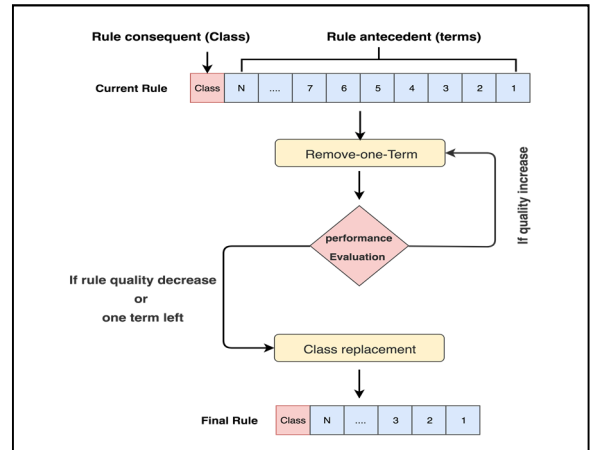 Rule consequent (Class) Rule antecedent (terms)
Current Rule Class N .... 7 6 5 4 3 2 1
Remove-one-Term
If quality increase
performance
Evaluation
If rule quality decrease
or
one term left
Class replacement
Final Rule Class N .... 3 2 1